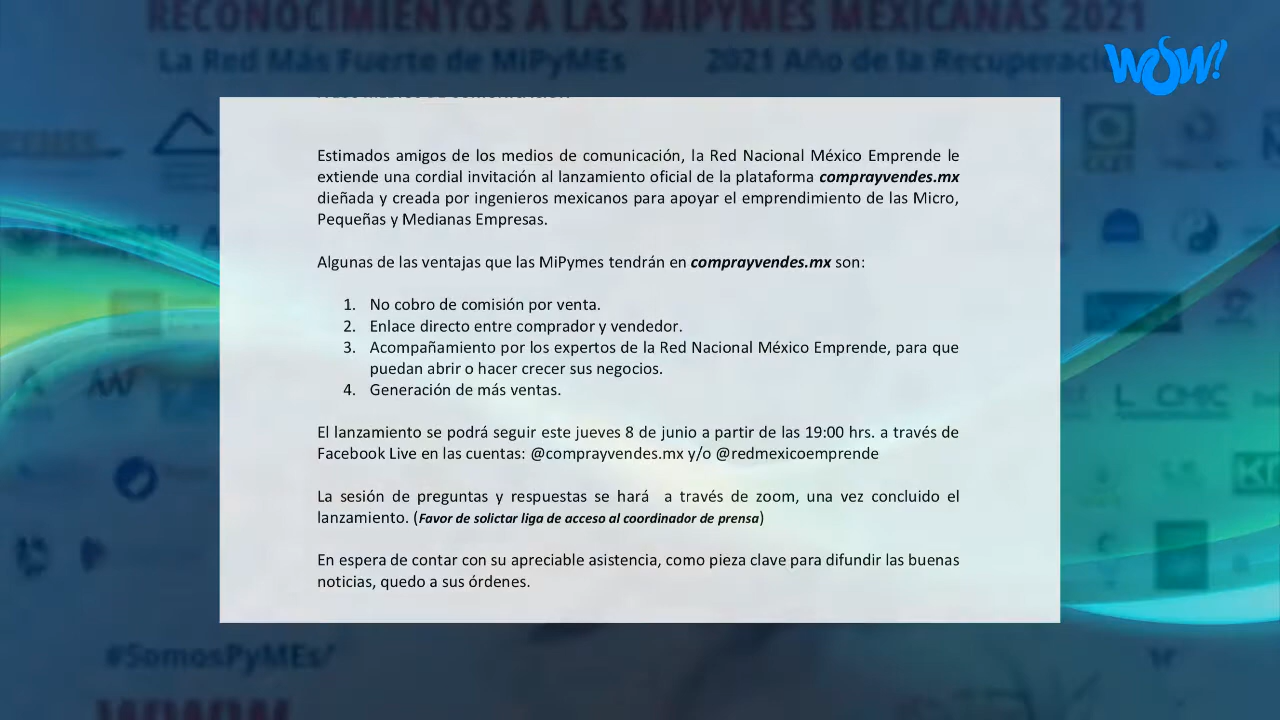 RECONOCIMIENTOS A LAS MIPYMES MEXICANAS 2021
La Red Más Fuerte de MiPyMEs 2021 Año de la Recuperaci
WOW!
Estimados amigos de los medios de comunicación, la Red Nacional México Emprende le
extiende una cordial invitación al lanzamiento oficial de la plataforma comprayvendes.mx
dieñada y creada por ingenieros mexicanos para apoyar el emprendimiento de las Micro,
Pequeñas y Medianas Empresas.
Algunas de las ventajas que las MiPymes tendrán en comprayvendes.mx son:
1. No cobro de comisión por venta.
2. Enlace directo entre comprador y vendedor.
3. Acompañamiento por los expertos de la Red Nacional México Emprende, para que
puedan abrir o hacer crecer sus negocios.
4. Generación de más ventas.
El lanzamiento se podrá seguir este jueves 8 de junio a partir de las 19:00 hrs. a través de
Facebook Live en las cuentas: @comprayvendes.mx y/o @redmexicoemprende
La sesión de preguntas y respuestas se hará a través de zoom, una vez concluido el
lanzamiento. (Favor de solictar liga de acceso al coordinador de prensa)
En espera de contar con su apreciable asistencia, como pieza clave para difundir las buenas
noticias, quedo a sus órdenes.
L CMIC
#SomosPyMEs/